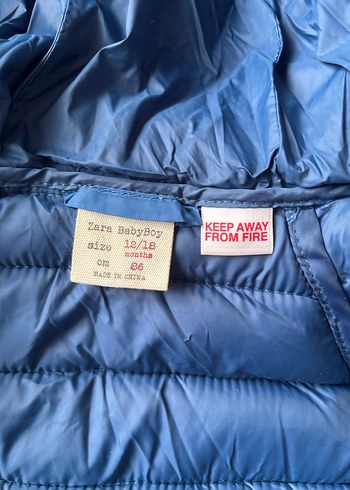 Zara BabyBoy
size 12/18
months
cm 86
MADE IN CHINA
KEEP AWAY
FROM FIRE